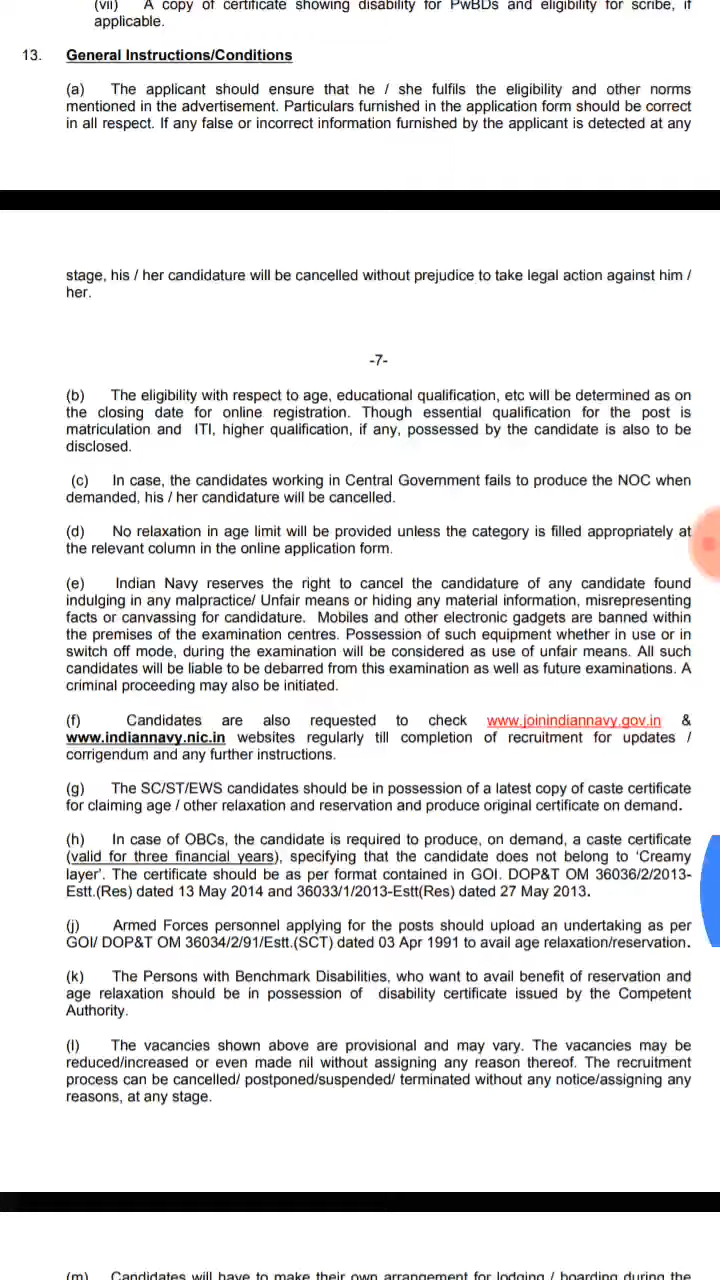 (vii) A copy of certificate showing disability for PwBDs and eligibility for scribe, if
applicable.
13. General Instructions/Conditions
(a) The applicant should ensure that he / she fulfils the eligibility and other norms
mentioned in the advertisement. Particulars furnished in the application form should be correct
in all respect. If any false or incorrect information furnished by the applicant is detected at any
stage, his / her candidature will be cancelled without prejudice to take legal action against him /
her.
-7-
(b) The eligibility with respect to age, educational qualification, etc will be determined as on
the closing date for online registration. Though essential qualification for the post is
matriculation and ITI, higher qualification, if any, possessed by the candidate is also to be
disclosed.
(c) In case, the candidates working in Central Government fails to produce the NOC when
demanded, his / her candidature will be cancelled.
(d) No relaxation in age limit will be provided unless the category is filled appropriately at
the relevant column in the online application form.
(e) Indian Navy reserves the right to cancel the candidature of any candidate found
indulging in any malpractice/ Unfair means or hiding any material information, misrepresenting
facts or canvassing for candidature. Mobiles and other electronic gadgets are banned within
the premises of the examination centres. Possession of such equipment whether in use or in
switch off mode, during the examination will be considered as use of unfair means. All such
candidates will be liable to be debarred from this examination as well as future examinations. A
criminal proceeding may also be initiated.
(f) Candidates are also requested to check www.joinindiannavy.gov.in &
www.indiannavy.nic.in websites regularly till completion of recruitment for updates /
corrigendum and any further instructions.
(g) The SC/ST/EWS candidates should be in possession of a latest copy of caste certificate
for claiming age / other relaxation and reservation and produce original certificate on demand.
(h) In case of OBCs, the candidate is required to produce, on demand, a caste certificate
(valid for three financial years), specifying that the candidate does not belong to 'Creamy
layer'. The certificate should be as per format contained in GOI. DOP&T OM 36036/2/2013-
Estt.(Res) dated 13 May 2014 and 36033/1/2013-Estt(Res) dated 27 May 2013.
(j) Armed Forces personnel applying for the posts should upload an undertaking as per
GOI/ DOP&T OM 36034/2/91/Estt.(SCT) dated 03 Apr 1991 to avail age relaxation/reservation.
(k) The Persons with Benchmark Disabilities, who want to avail benefit of reservation and
age relaxation should be in possession of disability certificate issued by the Competent
Authority.
(l) The vacancies shown above are provisional and may vary. The vacancies may be
reduced/increased or even made nil without assigning any reason thereof. The recruitment
process can be cancelled/ postponed/suspended/ terminated without any notice/assigning any
reasons, at any stage.
(m) Candidates will have to make their own arrangement for lodging / boarding during the